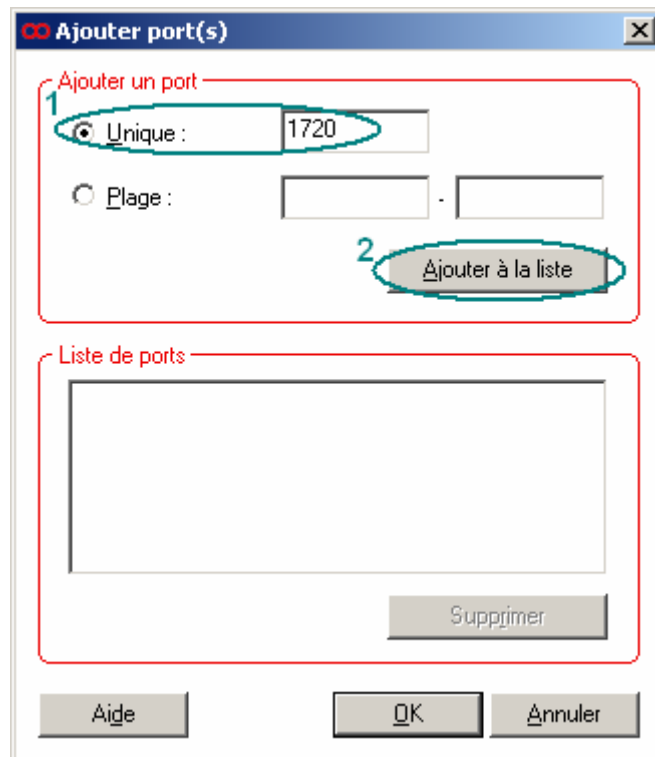 Ajouter port(s)
Ajouter un port
1
Unique : 1720
Plage : -
2 Ajouter à la liste
Liste de ports
Supprimer
Aide OK Annuler